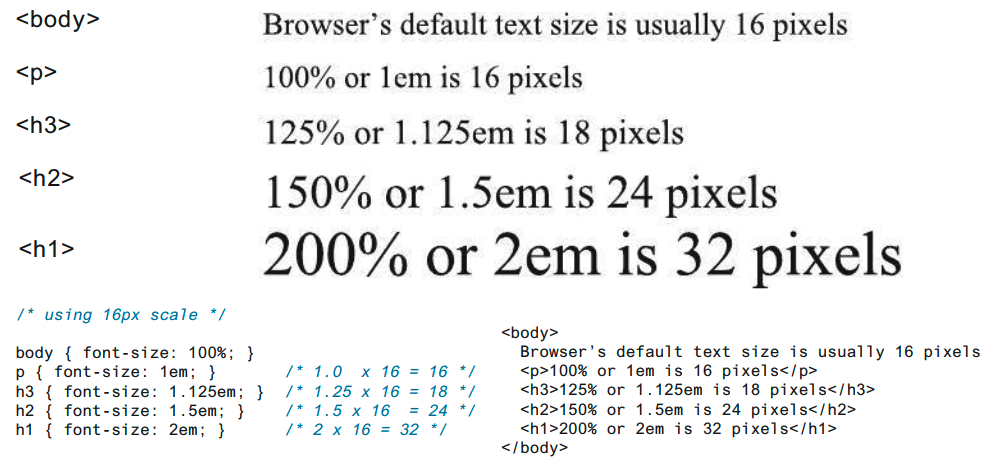 <body> Browser’s default text size is usually 16 pixels
<p> 100% or 1em is 16 pixels
<h3> 125% or 1.125em is 18 pixels
<h2> 150% or 1.5em is 24 pixels
<h1> 200% or 2em is 32 pixels
/* using 16px scale */
body { font-size: 100%; }
p { font-size: 1em; } /* 1.0 x 16 = 16 */
h3 { font-size: 1.125em; } /* 1.25 x 16 = 18 */
h2 { font-size: 1.5em; } /* 1.5 x 16 = 24 */
h1 { font-size: 2em; } /* 2 x 16 = 32 */
<body>
Browser’s default text size is usually 16 pixels
<p>100% or 1em is 16 pixels</p>
<h3>125% or 1.125em is 18 pixels</h3>
<h2>150% or 1.5em is 24 pixels</h2>
<h1>200% or 2em is 32 pixels</h1>
</body>